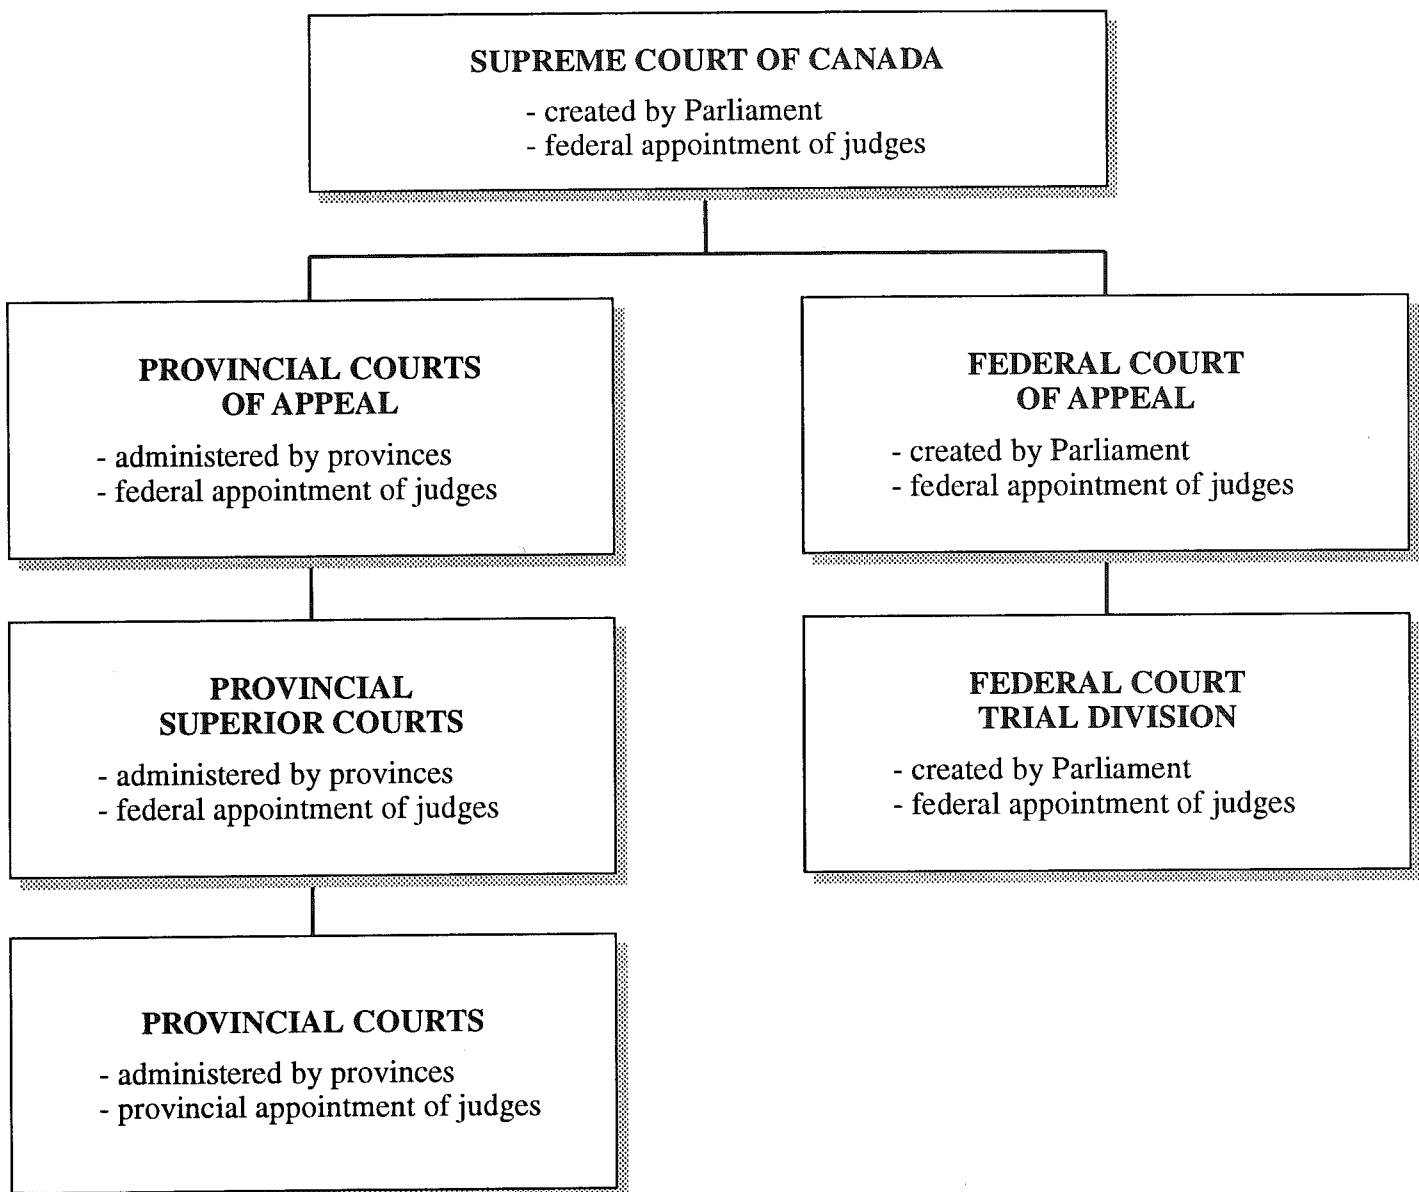 SUPREME COURT OF CANADA
- created by Parliament
- federal appointment of judges
PROVINCIAL COURTS
OF APPEAL
- administered by provinces
- federal appointment of judges
FEDERAL COURT
OF APPEAL
- created by Parliament
- federal appointment of judges
PROVINCIAL
SUPERIOR COURTS
- administered by provinces
- federal appointment of judges
FEDERAL COURT
TRIAL DIVISION
- created by Parliament
- federal appointment of judges
PROVINCIAL COURTS
- administered by provinces
- provincial appointment of judges